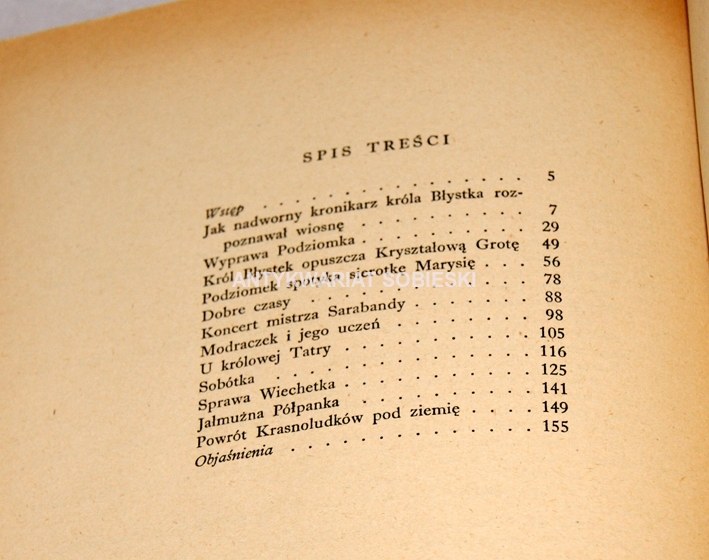 SPIS TREŚCI
Wstęp . . . . . . . . . . . . . . . 5
Jak nadworny kronikarz króla Błystka roz-
poznawał wiosnę . . . . . . . . . 7
Wyprawa Podziomka . . . . . . . . . 29
Król Błystek opuszcza Kryształową Grotę 49
Podziomek spotyka sierotkę Marysię . . 56
Dobre czasy . . . . . . . . . . . . 78
Koncert mistrza Sarabandy . . . . . . 88
Modraczek i jego uczeń . . . . . . . 98
U królowej Tatry . . . . . . . . . . 105
Sobótka . . . . . . . . . . . . . . 116
Sprawa Wiechetka . . . . . . . . . . 125
Jałmużna Półpanka . . . . . . . . . 141
Powrót Krasnoludków pod ziemię . . . . 149
Objaśnienia . . . . . . . . . . . . 155
ANTYKWARIAT SOBIESKI